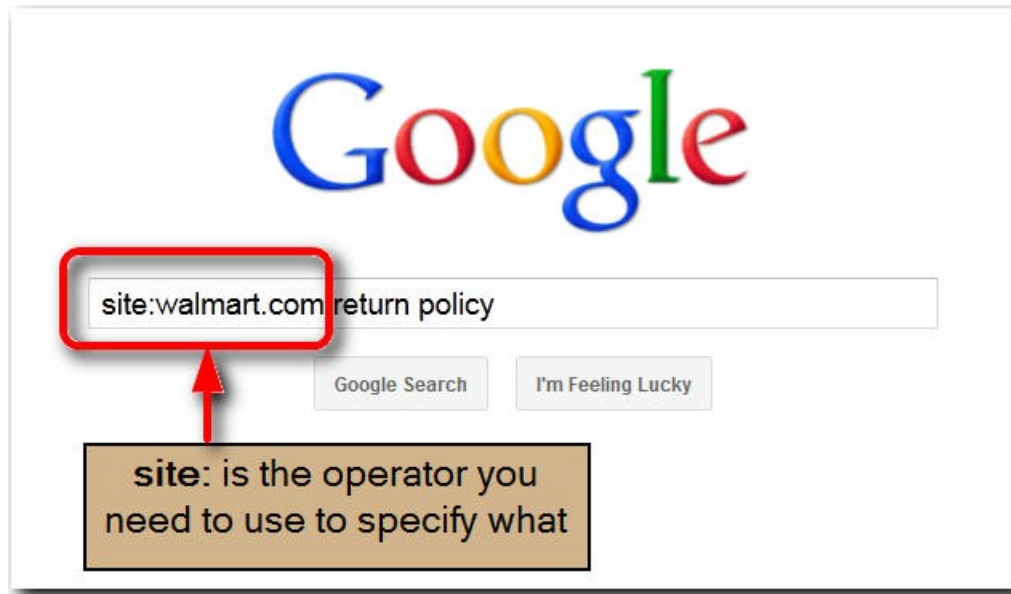 Google
site:walmart.com return policy
Google Search
I'm Feeling Lucky
site: is the operator you
need to use to specify what